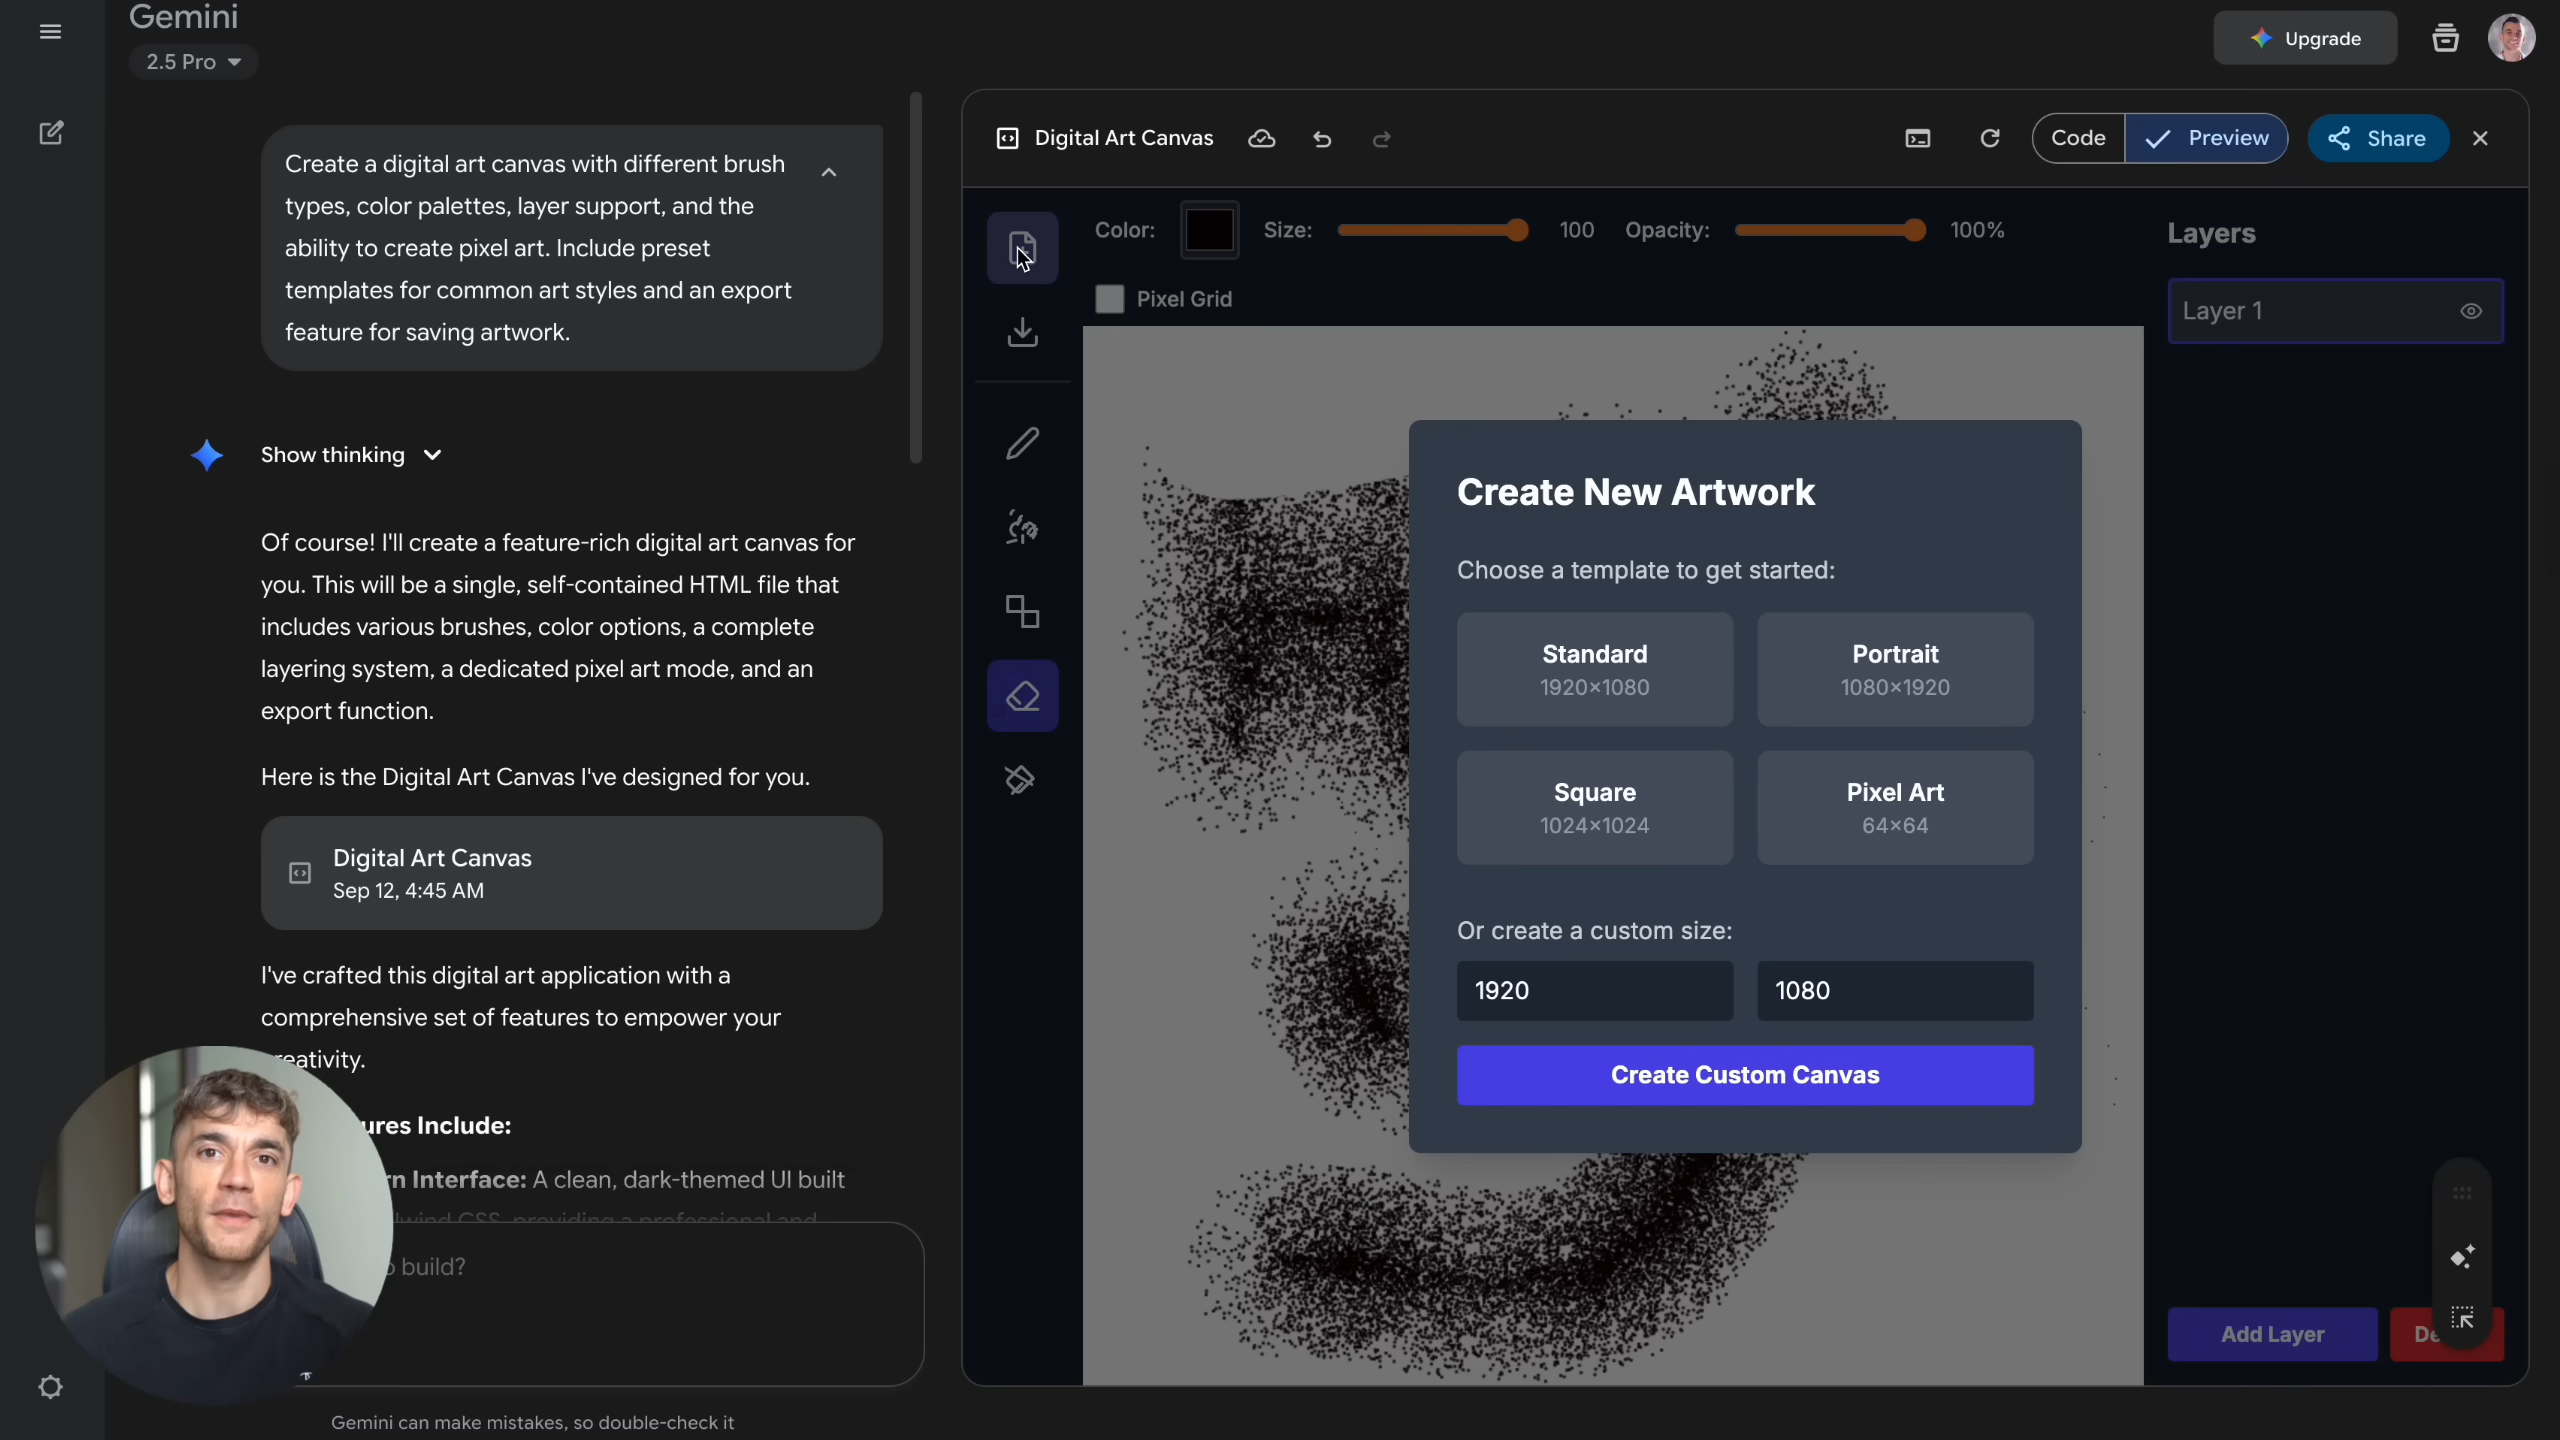 Gemini
2.5 Pro
Upgrade
Create a digital art canvas with different brush
types, color palettes, layer support, and the
ability to create pixel art. Include preset
templates for common art styles and an export
feature for saving artwork.
Show thinking
Of course! I'll create a feature-rich digital art canvas for
you. This will be a single, self-contained HTML file that
includes various brushes, color options, a complete
layering system, a dedicated pixel art mode, and an
export function.
Here is the Digital Art Canvas I've designed for you.
Digital Art Canvas
Sep 12, 4:45 AM
I've crafted this digital art application with a
comprehensive set of features to empower your
reativity.
ures Include:
rn Interface: A clean, dark-themed UI built
lwind CSS, providing a professional and
o build?
Gemini can make mistakes, so double-check it
Digital Art Canvas
Code
Preview
Share
Color:
Size:
100
Opacity:
100%
Pixel Grid
Layers
Layer 1
Create New Artwork
Choose a template to get started:
Standard
1920×1080
Portrait
1080×1920
Square
1024×1024
Pixel Art
64×64
Or create a custom size:
1920
1080
Create Custom Canvas
Add Layer
De